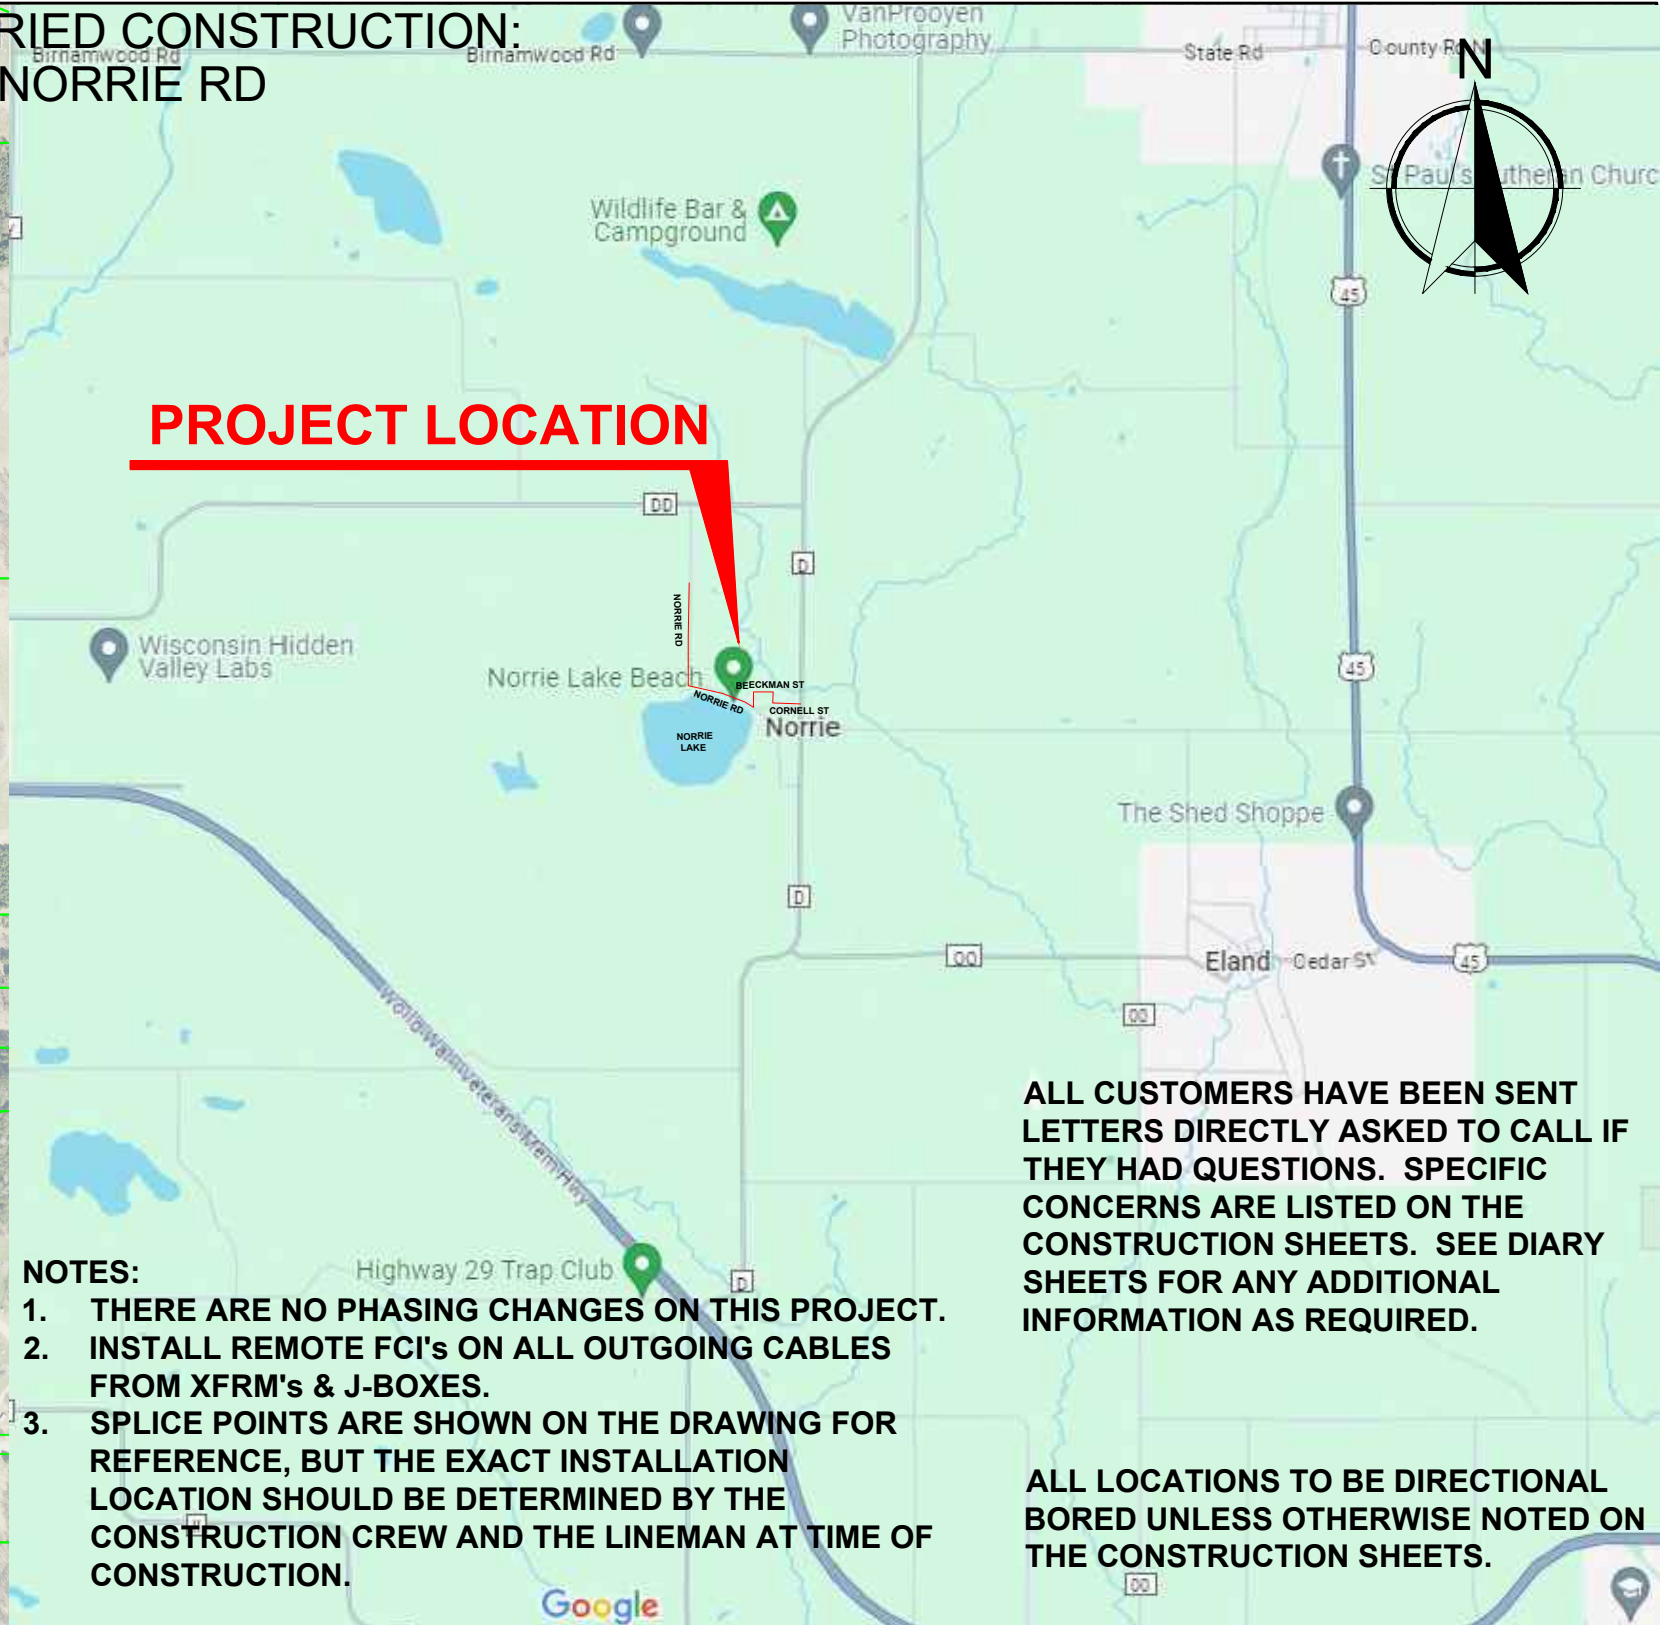 RIED CONSTRUCTION:
NORRIE RD
Birnamwood Rd
Birnamwood Rd
VanProoyen
Photography
State Rd
County Rd N
N
St Paul's Lutheran Churc
Wildlife Bar &
Campground
45
PROJECT LOCATION
DD
D
NORRIE RD
Wisconsin Hidden
Valley Labs
Norrie Lake Beach
BEECKMAN ST
NORRIE RD
CORNELL ST
Norrie
NORRIE
LAKE
45
The Shed Shoppe
D
OO
Eland
Cedar St
45
OO
Veterans Mem Hwy
ALL CUSTOMERS HAVE BEEN SENT
LETTERS DIRECTLY ASKED TO CALL IF
THEY HAD QUESTIONS. SPECIFIC
CONCERNS ARE LISTED ON THE
CONSTRUCTION SHEETS. SEE DIARY
SHEETS FOR ANY ADDITIONAL
INFORMATION AS REQUIRED.
Highway 29 Trap Club
D
NOTES:
1. THERE ARE NO PHASING CHANGES ON THIS PROJECT.
2. INSTALL REMOTE FCI's ON ALL OUTGOING CABLES
FROM XFRM's & J-BOXES.
3. SPLICE POINTS ARE SHOWN ON THE DRAWING FOR
REFERENCE, BUT THE EXACT INSTALLATION
LOCATION SHOULD BE DETERMINED BY THE
CONSTRUCTION CREW AND THE LINEMAN AT TIME OF
CONSTRUCTION.
ALL LOCATIONS TO BE DIRECTIONAL
BORED UNLESS OTHERWISE NOTED ON
THE CONSTRUCTION SHEETS.
OO
Google